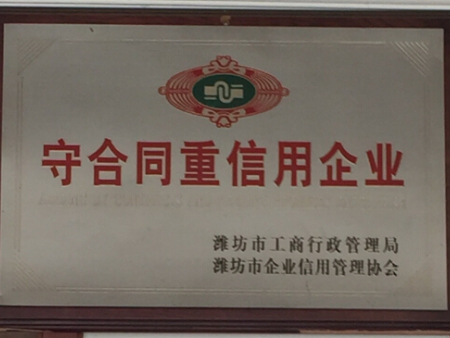 守合同重信用企业
潍坊市工商行政管理局
潍坊市企业信用管理协会